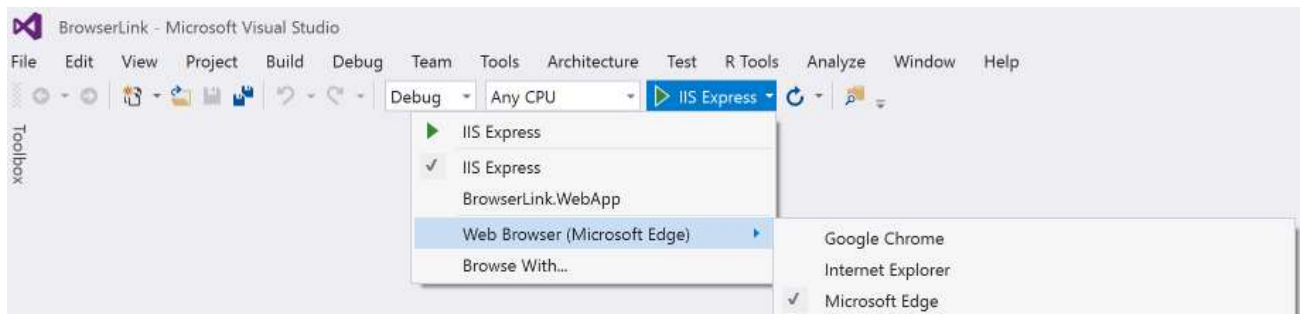 BrowserLink - Microsoft Visual Studio
File Edit View Project Build Debug Team Tools Architecture Test R Tools Analyze Window Help
Debug Any CPU IIS Express
Toolbox
IIS Express
IIS Express
BrowserLink.WebApp
Web Browser (Microsoft Edge)
Browse With...
Google Chrome
Internet Explorer
Microsoft Edge